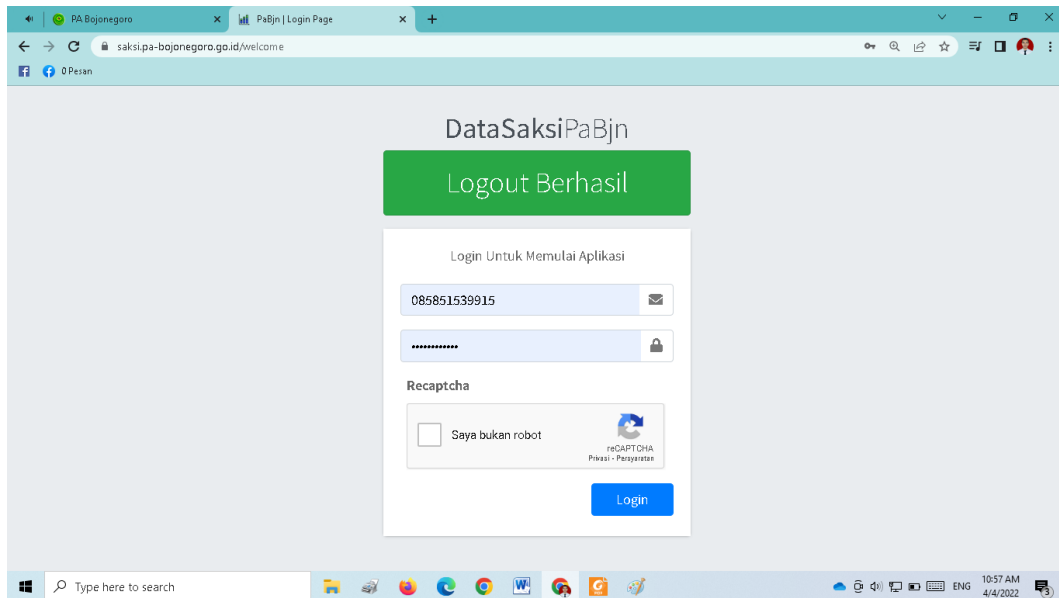 PA Bojonegoro
PaBjn | Login Page
saksi.pa-bojonegoro.go.id/welcome
0 Pesan
DataSaksiPaBjn
Logout Berhasil
Login Untuk Memulai Aplikasi
085851539915
••••••••••••
Recaptcha
Saya bukan robot
reCAPTCHA
Privasi - Persyaratan
Login
Type here to search
ENG
10:57 AM
4/4/2022
3